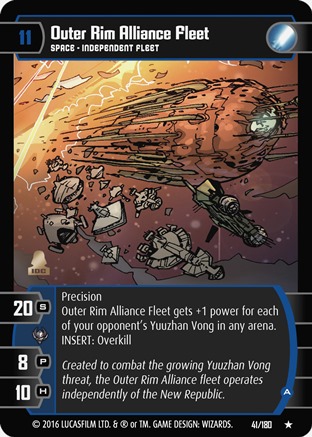 11
Outer Rim Alliance Fleet
SPACE - INDEPENDENT FLEET
IDC
20 S
8 P
10 H
Precision
Outer Rim Alliance Fleet gets +1 power for each
of your opponent's Yuuzhan Vong in any arena.
INSERT: Overkill
Created to combat the growing Yuuzhan Vong
threat, the Outer Rim Alliance fleet operates
independently of the New Republic.
A
© 2016 LUCASFILM LTD. & ® or TM. GAME DESIGN: WIZARDS. 41/180 ★